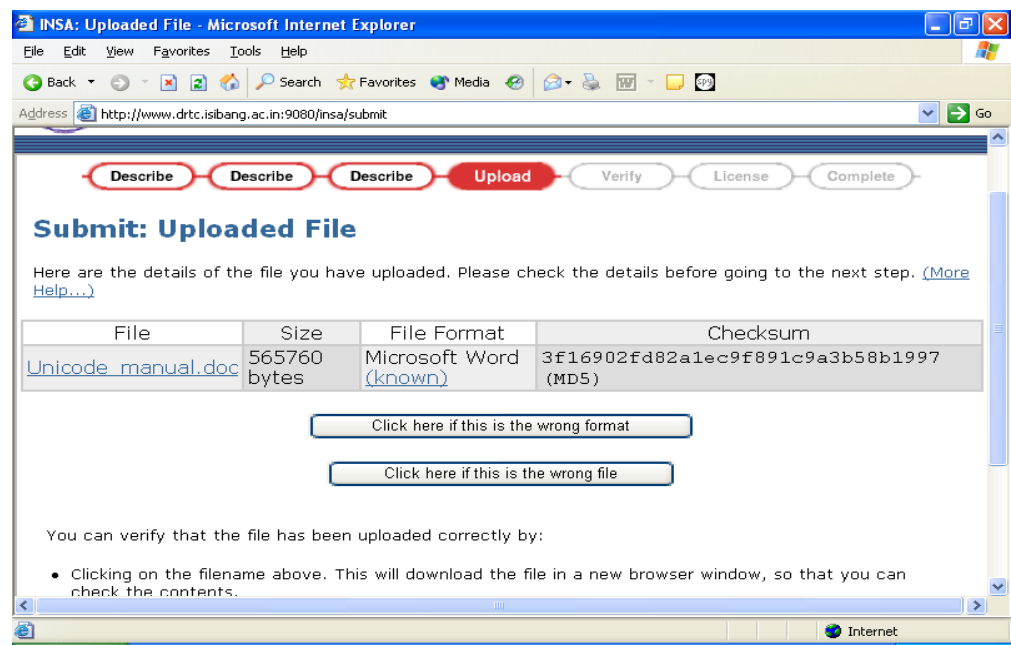 INSA: Uploaded File - Microsoft Internet Explorer
File Edit View Favorites Tools Help
Back Search Favorites Media
Address http://www.drtc.isibang.ac.in:9080/insa/submit Go
Describe Describe Describe Upload Verify License Complete
Submit: Uploaded File
Here are the details of the file you have uploaded. Please check the details before going to the next step. (More
Help...)
File Size File Format Checksum
Unicode_manual.doc 565760 bytes Microsoft Word (known) 3f16902fd82a1ec9f891c9a3b58b1997 (MD5)
Click here if this is the wrong format
Click here if this is the wrong file
You can verify that the file has been uploaded correctly by:
• Clicking on the filename above. This will download the file in a new browser window, so that you can
check the contents.
Internet